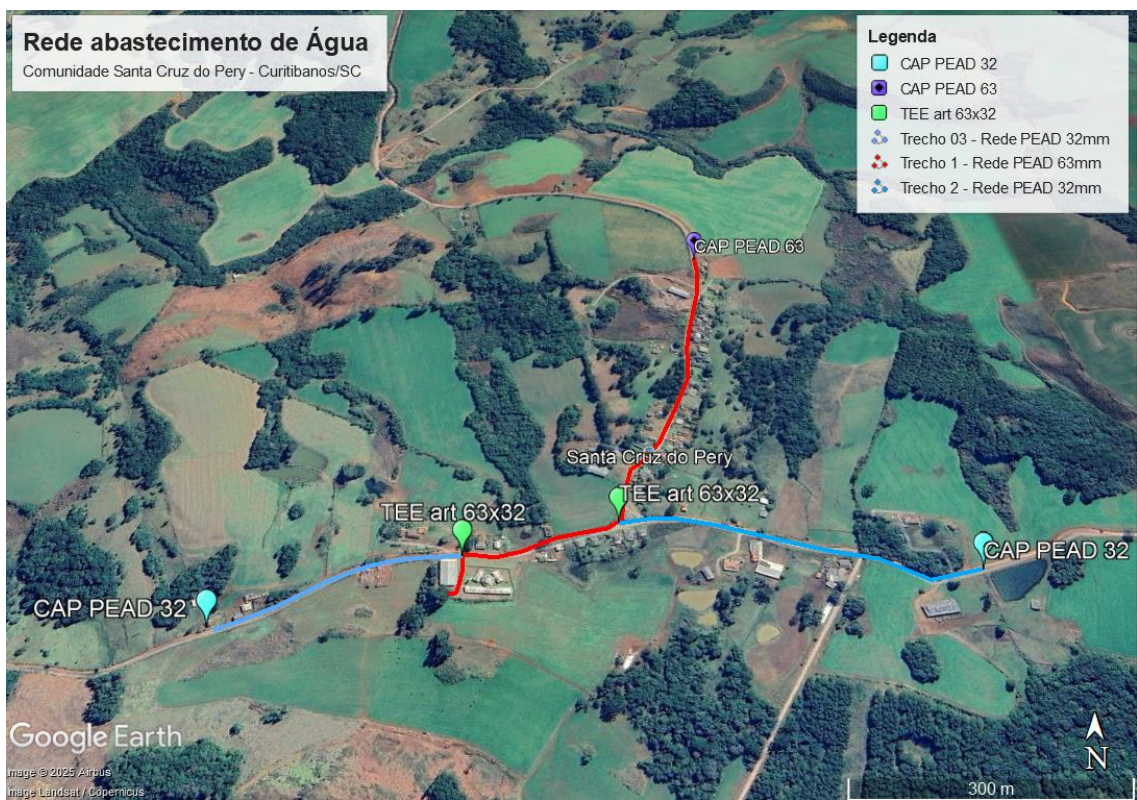 Rede abastecimento de Água
Comunidade Santa Cruz do Pery - Curitibanos/SC
Legenda
CAP PEAD 32
CAP PEAD 63
TEE art 63x32
Trecho 03 - Rede PEAD 32mm
Trecho 1 - Rede PEAD 63mm
Trecho 2 - Rede PEAD 32mm
CAP PEAD 63
Santa Cruz do Pery
TEE art 63x32
TEE art 63x32
CAP PEAD 32
CAP PEAD 32
Google Earth
Image © 2025 Airbus
Image Landsat / Copernicus
N
300 m